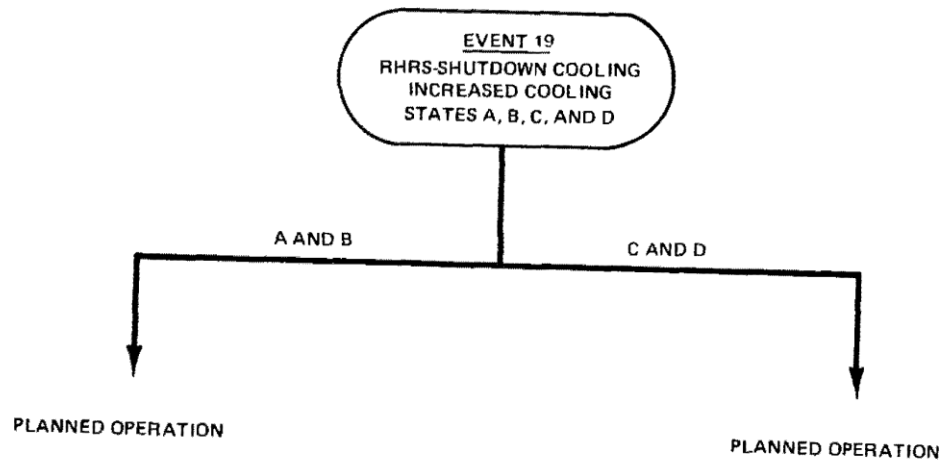 EVENT 19
RHRS-SHUTDOWN COOLING
INCREASED COOLING
STATES A, B, C, AND D
A AND B
C AND D
PLANNED OPERATION
PLANNED OPERATION